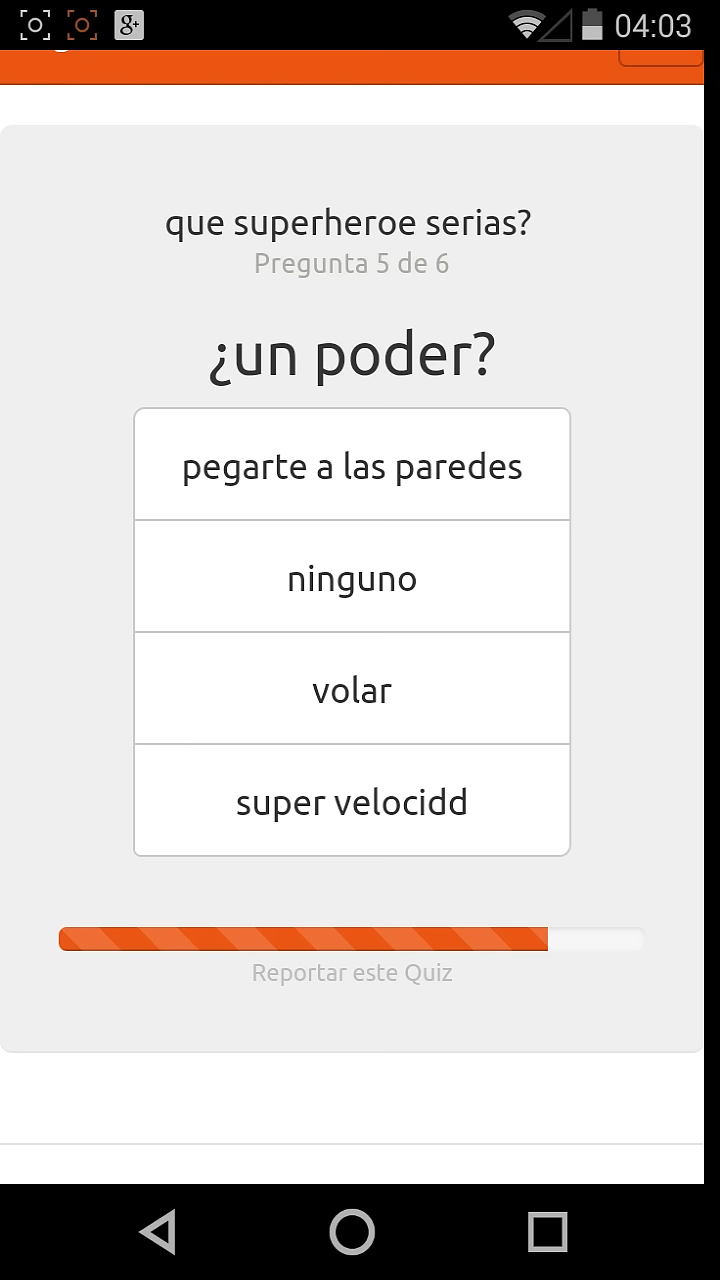 g+ 04:03
que superheroe serias?
Pregunta 5 de 6
¿un poder?
pegarte a las paredes
ninguno
volar
super velocidd
Reportar este Quiz